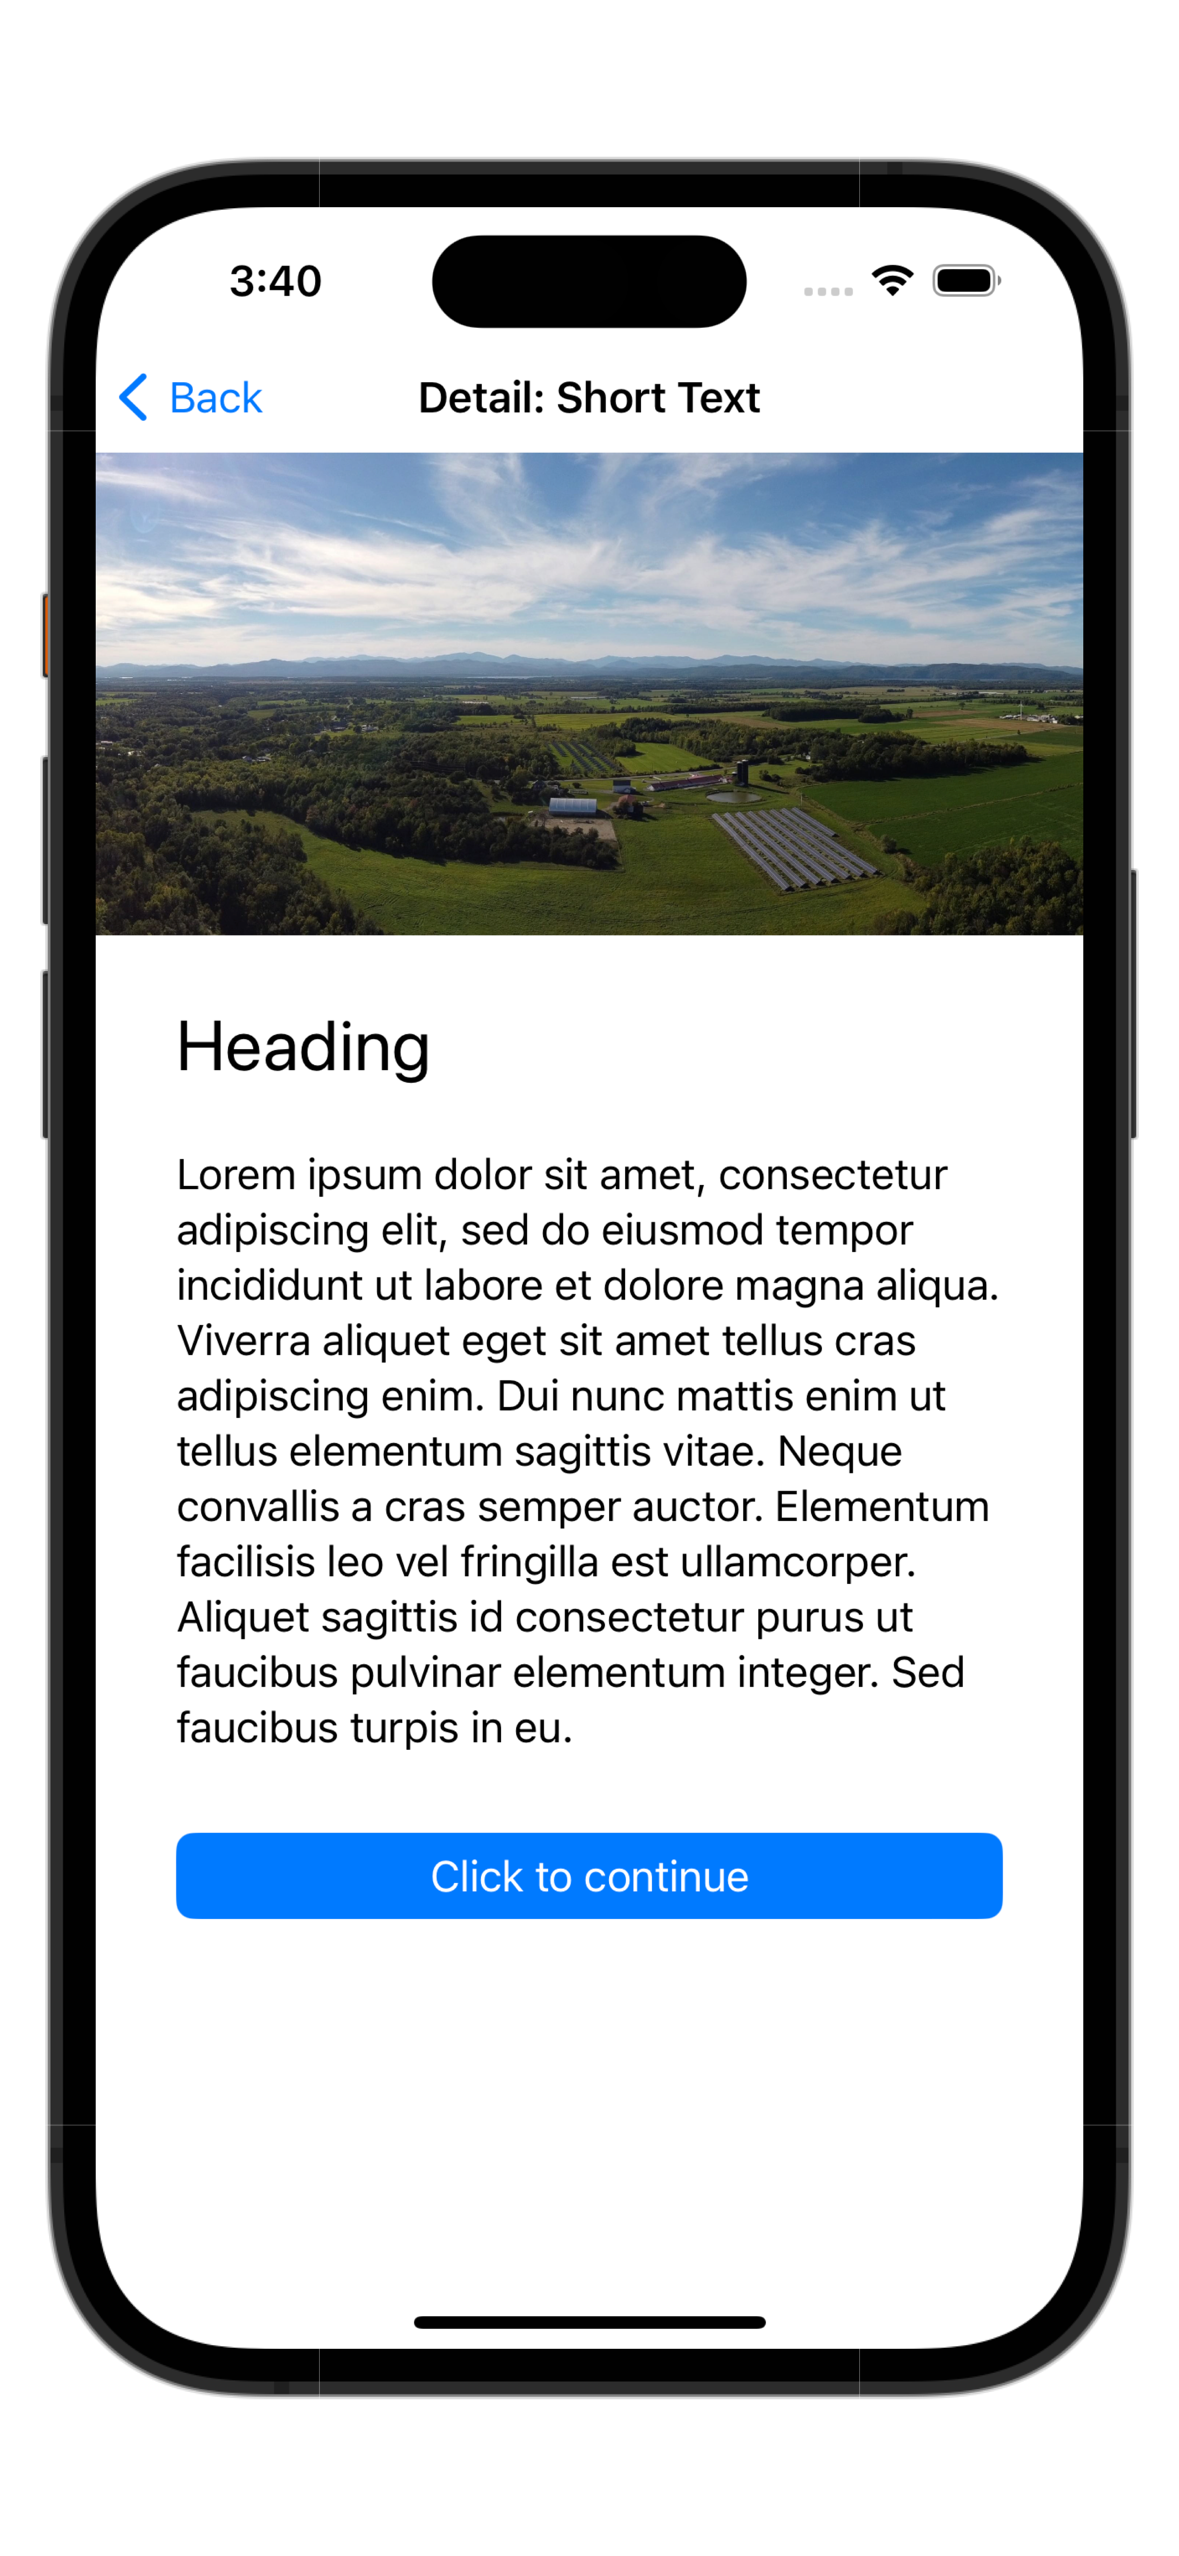 3:40
Back
Detail: Short Text
Heading
Lorem ipsum dolor sit amet, consectetur
adipiscing elit, sed do eiusmod tempor
incididunt ut labore et dolore magna aliqua.
Viverra aliquet eget sit amet tellus cras
adipiscing enim. Dui nunc mattis enim ut
tellus elementum sagittis vitae. Neque
convallis a cras semper auctor. Elementum
facilisis leo vel fringilla est ullamcorper.
Aliquet sagittis id consectetur purus ut
faucibus pulvinar elementum integer. Sed
faucibus turpis in eu.
Click to continue